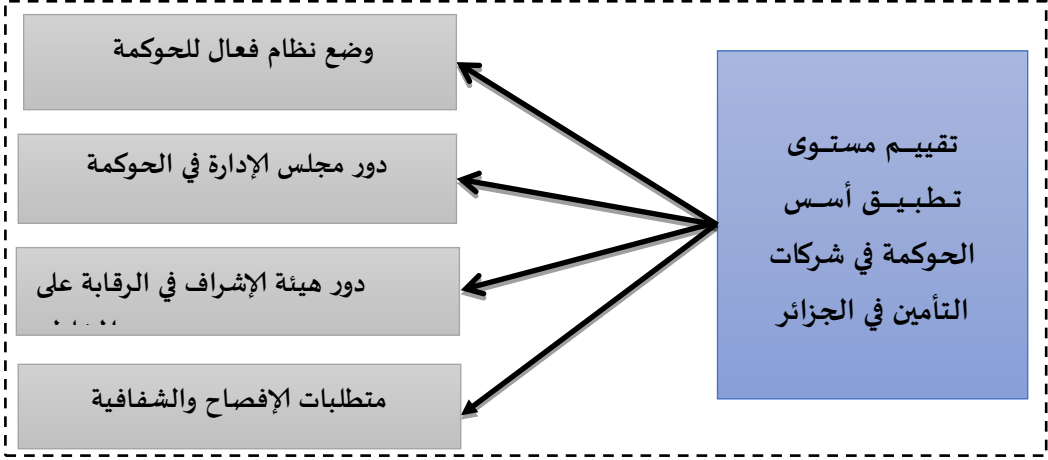 تقييم مستوى
تطبيق أسس
الحوكمة في شركات
التأمين في الجزائر
وضع نظام فعال للحوكمة
دور مجلس الإدارة في الحوكمة
دور هيئة الإشراف في الرقابة على
متطلبات الإفصاح والشفافية